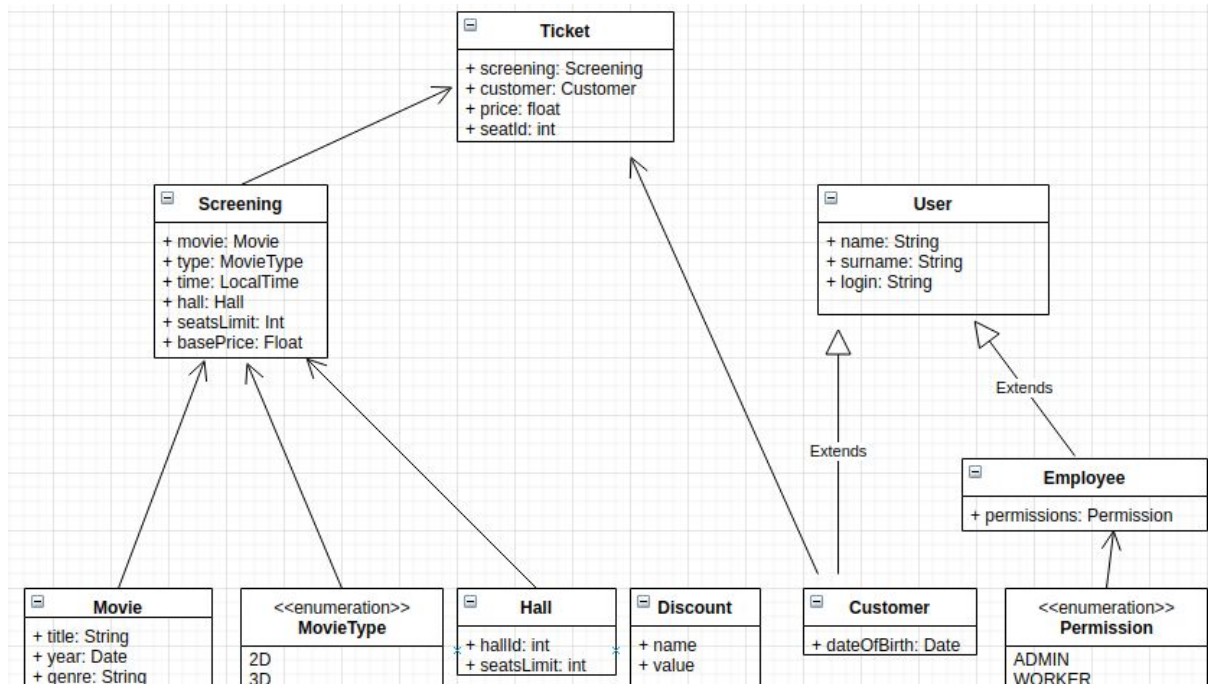 Ticket
+ screening: Screening
+ customer: Customer
+ price: float
+ seatId: int
Screening
+ movie: Movie
+ type: MovieType
+ time: LocalTime
+ hall: Hall
+ seatsLimit: Int
+ basePrice: Float
User
+ name: String
+ surname: String
+ login: String
Extends
Extends
Employee
+ permissions: Permission
Movie
+ title: String
+ year: Date
+ genre: String
<<enumeration>>
MovieType
2D
3D
Hall
+ hallId: int
+ seatsLimit: int
Discount
+ name
+ value
Customer
+ dateOfBirth: Date
<<enumeration>>
Permission
ADMIN
WORKER